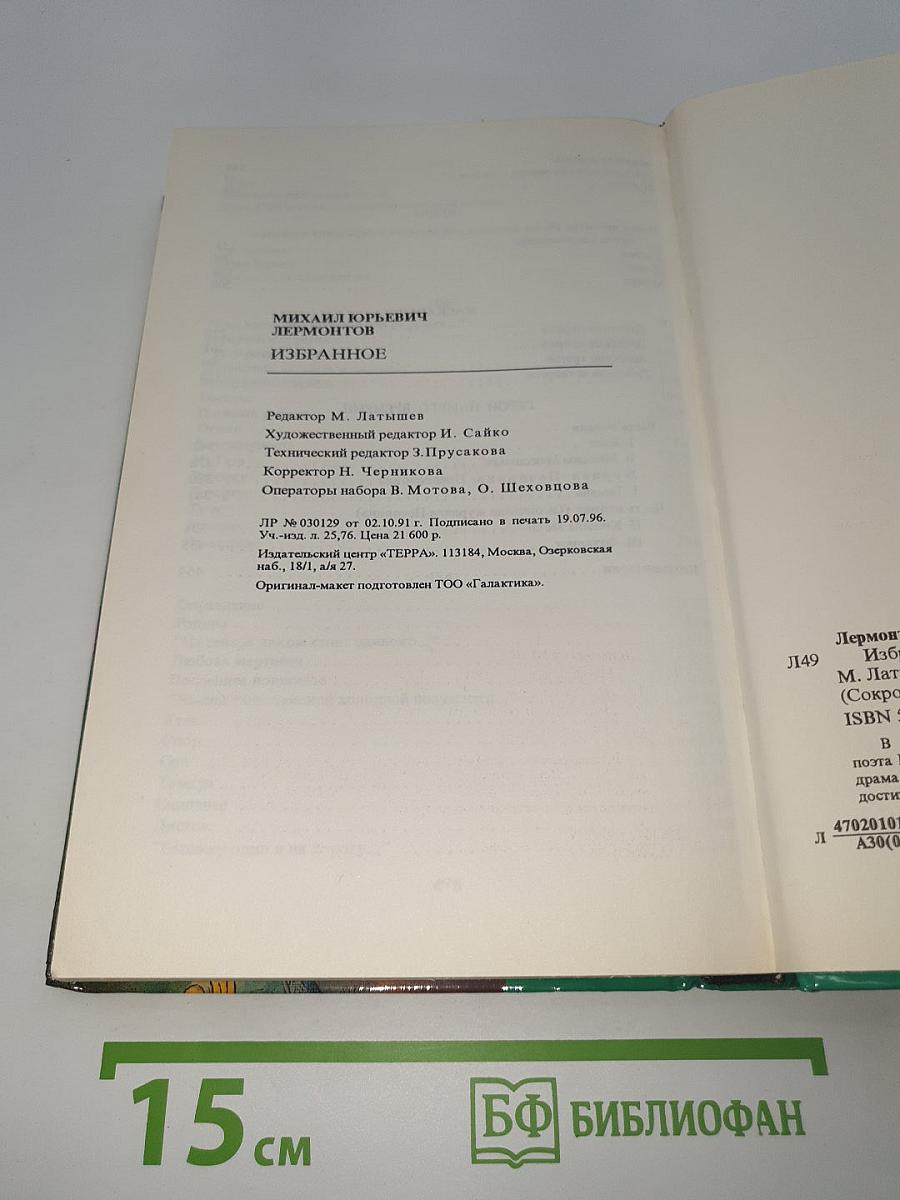 МИХАИЛ ЮРЬЕВИЧ
ЛЕРМОНТОВ
ИЗБРАННОЕ
Редактор М. Латышев
Художественный редактор И. Сайко
Технический редактор З. Прусакова
Корректор Н. Черникова
Операторы набора В. Мотова, О. Шеховцова
ЛР № 030129 от 02.10.91 г. Подписано в печать 19.07.96.
Уч.-изд. л. 25,76. Цена 21 600 р.
Издательский центр «ТЕРРА». 113184, Москва, Озерковская
наб., 18/1, а/я 27.
Оригинал-макет подготовлен ТОО «Галактика».
Лермонт
Л49
Избр
М. Лат
(Сокро
ISBN 5
В
поэта
драма
дости
Л 47020101
А30(0
15 см
БФ БИБЛИОФАН